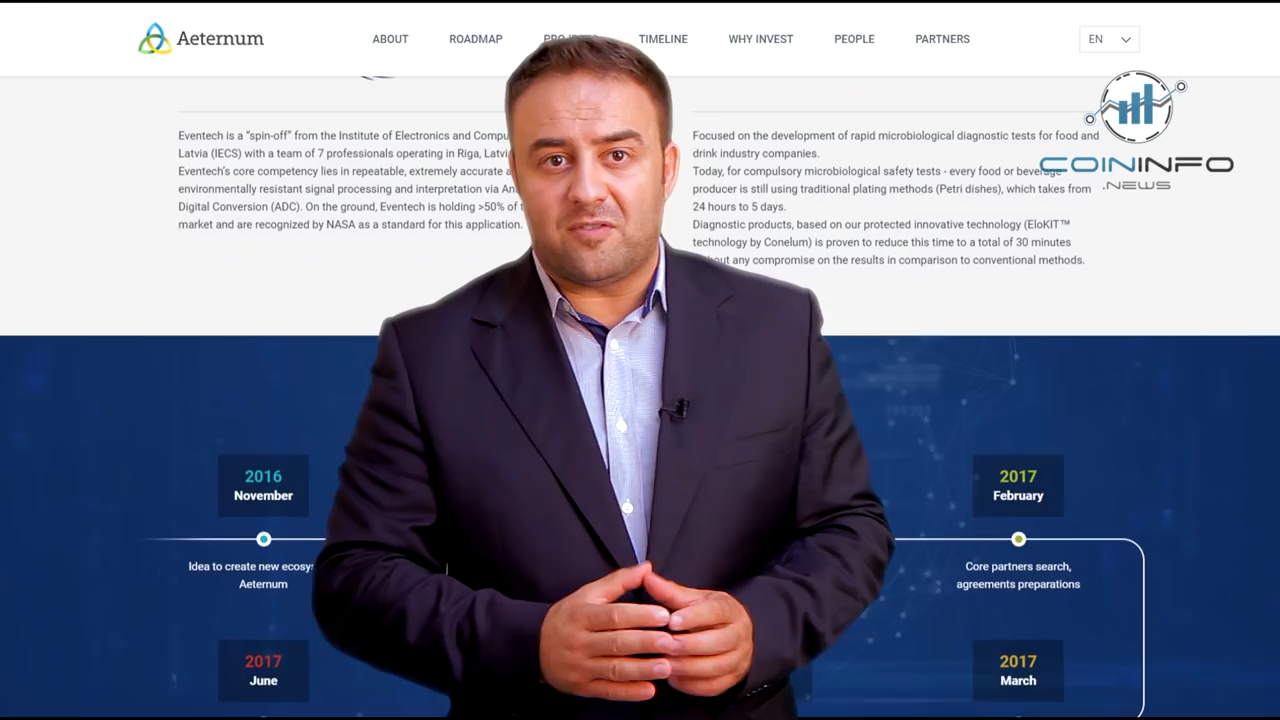 Aeternum
ABOUT
ROADMAP
TIMELINE
WHY INVEST
PEOPLE
PARTNERS
EN
COININFO
.NEWS
Eventech is a "spin-off" from the Institute of Electronics and
Latvia (IECS) with a team of 7 professionals operating in Riga,
Eventech's core competency lies in repeatable, extremely accurate
environmentally resistant signal processing and interpretation via
Digital Conversion (ADC). On the ground, Eventech is holding >50% of
market and are recognized by NASA as a standard for this application.
Focused on the development of rapid microbiological diagnostic tests for food and
drink industry companies.
Today, for compulsory microbiological safety tests - every food or beverage
producer is still using traditional plating methods (Petri dishes), which takes from
24 hours to 5 days.
Diagnostic products, based on our protected innovative technology (EloKIT™
technology by Conelum) is proven to reduce this time to a total of 30 minutes
any compromise on the results in comparison to conventional methods.
2016
November
Idea to create new
Aeternum
2017
February
Core partners search,
agreements preparations
2017
June
2017
March